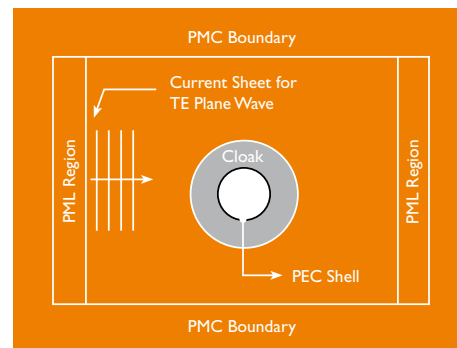 PMC Boundary
Current Sheet for
TE Plane Wave
Cloak
PML Region
PML Region
PEC Shell
PMC Boundary